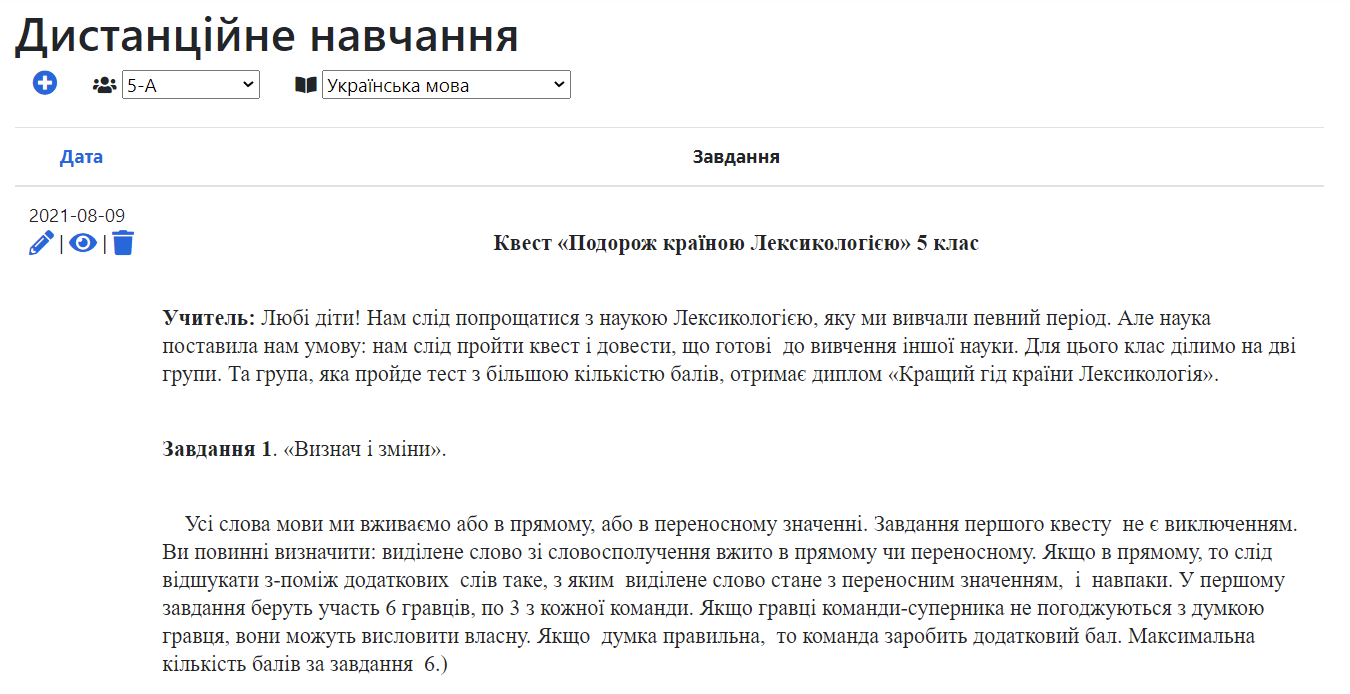 Дистанційне навчання
5-А Українська мова
Дата Завдання
2021-08-09
| |
Квест «Подорож країною Лексикологією» 5 клас
Учитель: Любі діти! Нам слід попрощатися з наукою Лексикологією, яку ми вивчали певний період. Але наука
поставила нам умову: нам слід пройти квест і довести, що готові  до вивчення іншої науки. Для цього клас ділимо на дві
групи. Та група, яка пройде тест з більшою кількістю балів, отримає диплом «Кращий гід країни Лексикологія».
Завдання 1. «Визнач і зміни».
Усі слова мови ми вживаємо або в прямому, або в переносному значенні. Завдання першого квесту  не є виключенням.
Ви повинні визначити: виділене слово зі словосполучення вжито в прямому чи переносному. Якщо в прямому, то слід
відшукати з-поміж додаткових  слів таке, з яким  виділене слово стане з переносним значенням,  і  навпаки. У першому
завдання беруть участь 6 гравців, по 3 з кожної команди. Якщо гравці команди-суперника не погоджуються з думкою
гравця, вони можуть висловити власну. Якщо  думка правильна,  то команда заробить додатковий бал. Максимальна
кількість балів за завдання  6.)